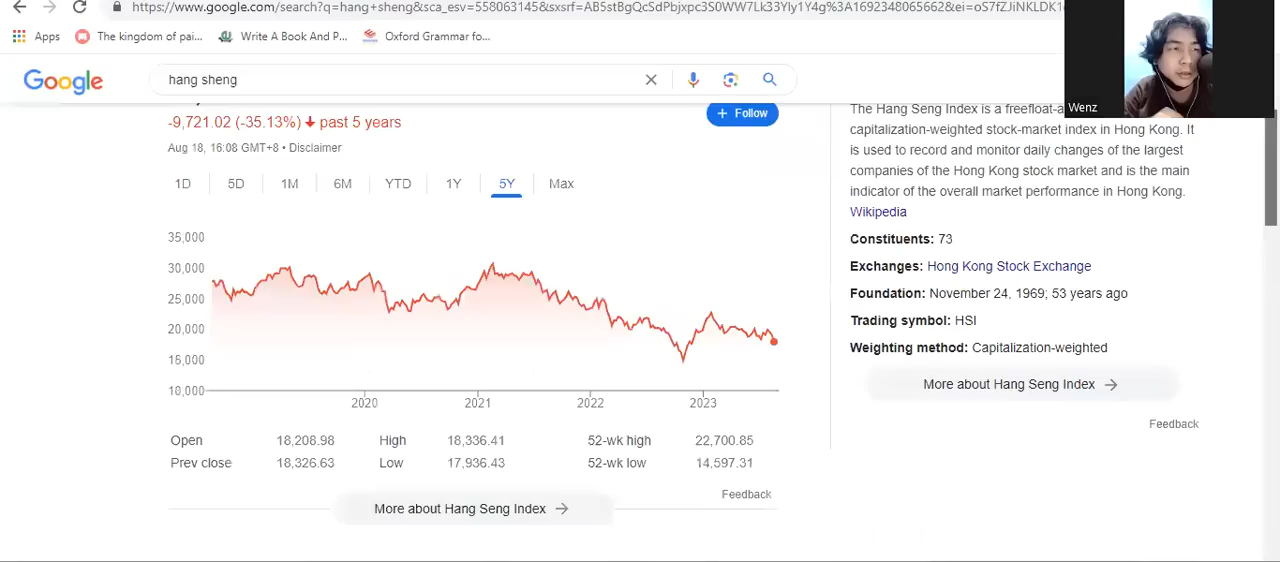 https://www.google.com/search?q=hang+sheng&sca_esv=558063145&sxsrf=AB5stBgQcSdPbjxpc3S0WW7Lk33Yly1Y4g%3A1692348065662&ei=oS7fZJiNKLDK1
Apps The kingdom of pai... Write A Book And P... Oxford Grammar fo...
Wenz
Google hang sheng
-9,721.02 (-35.13%) past 5 years
+ Follow
Aug 18, 16:08 GMT+8 • Disclaimer
1D 5D 1M 6M YTD 1Y 5Y Max
35,000
30,000
25,000
20,000
15,000
10,000
2020 2021 2022 2023
Open 18,208.98 High 18,336.41 52-wk high 22,700.85
Prev close 18,326.63 Low 17,936.43 52-wk low 14,597.31
Feedback
More about Hang Seng Index →
The Hang Seng Index is a freefloat-a
capitalization-weighted stock-market index in Hong Kong. It
is used to record and monitor daily changes of the largest
companies of the Hong Kong stock market and is the main
indicator of the overall market performance in Hong Kong.
Wikipedia
Constituents: 73
Exchanges: Hong Kong Stock Exchange
Foundation: November 24, 1969; 53 years ago
Trading symbol: HSI
Weighting method: Capitalization-weighted
More about Hang Seng Index →
Feedback